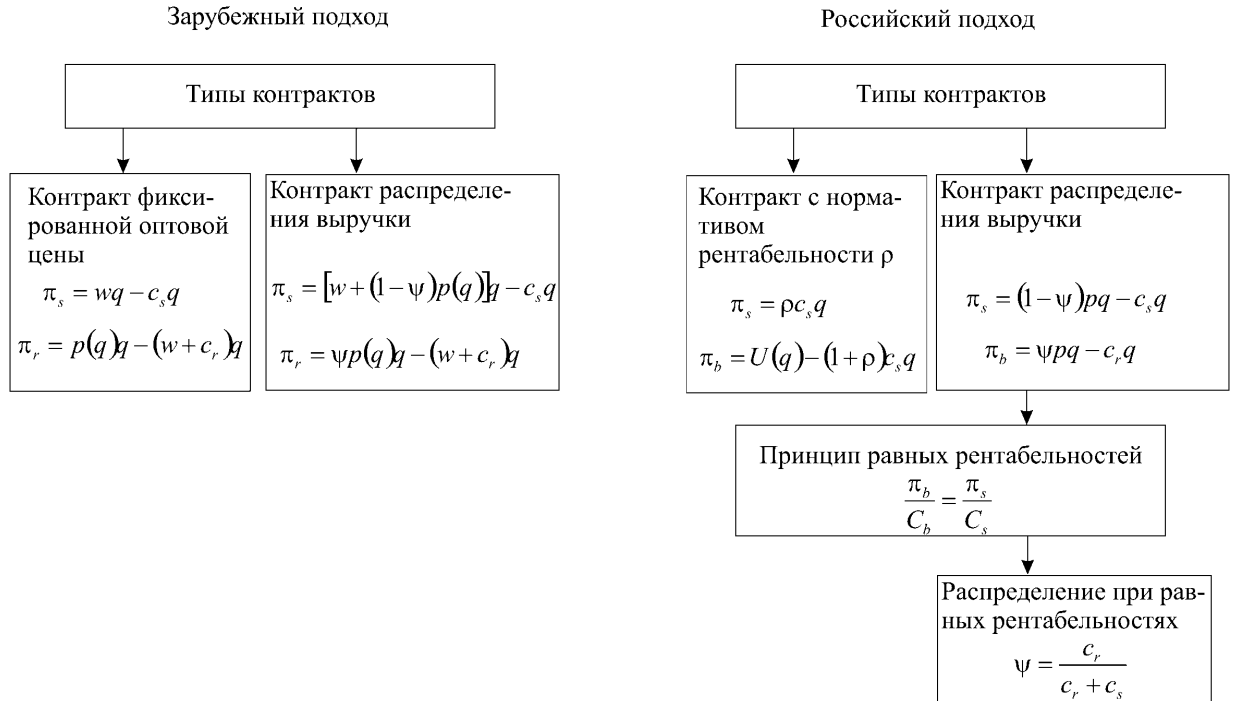 Зарубежный подход
Типы контрактов
Контракт фикси-
рованной оптовой
цены
π_s = wq − c_s q
π_r = p(q)q − (w + c_r)q
Контракт распределе-
ния выручки
π_s = [w + (1 − ψ)p(q)]q − c_s q
π_r = ψp(q)q − (w + c_r)q
Российский подход
Типы контрактов
Контракт с норма-
тивом
рентабельности ρ
π_s = ρc_s q
π_b = U(q) − (1 + ρ)c_s q
Контракт распределе-
ния выручки
π_s = (1 − ψ)pq − c_s q
π_b = ψpq − c_r q
Принцип равных рентабельностей
π_b / C_b = π_s / C_s
Распределение при рав-
ных рентабельностях
ψ = c_r / (c_r + c_s)